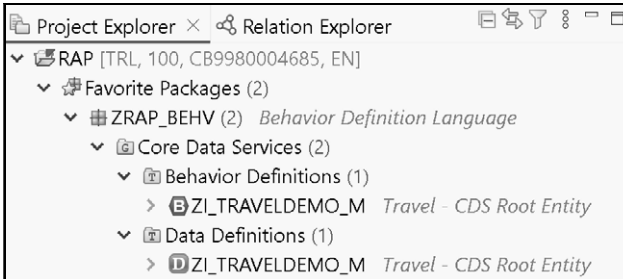 Project Explorer Relation Explorer
RAP [TRL, 100, CB9980004685, EN]
Favorite Packages (2)
ZRAP_BEHV (2) Behavior Definition Language
G Core Data Services (2)
T Behavior Definitions (1)
B ZI_TRAVELDEMO_M Travel - CDS Root Entity
T Data Definitions (1)
D ZI_TRAVELDEMO_M Travel - CDS Root Entity